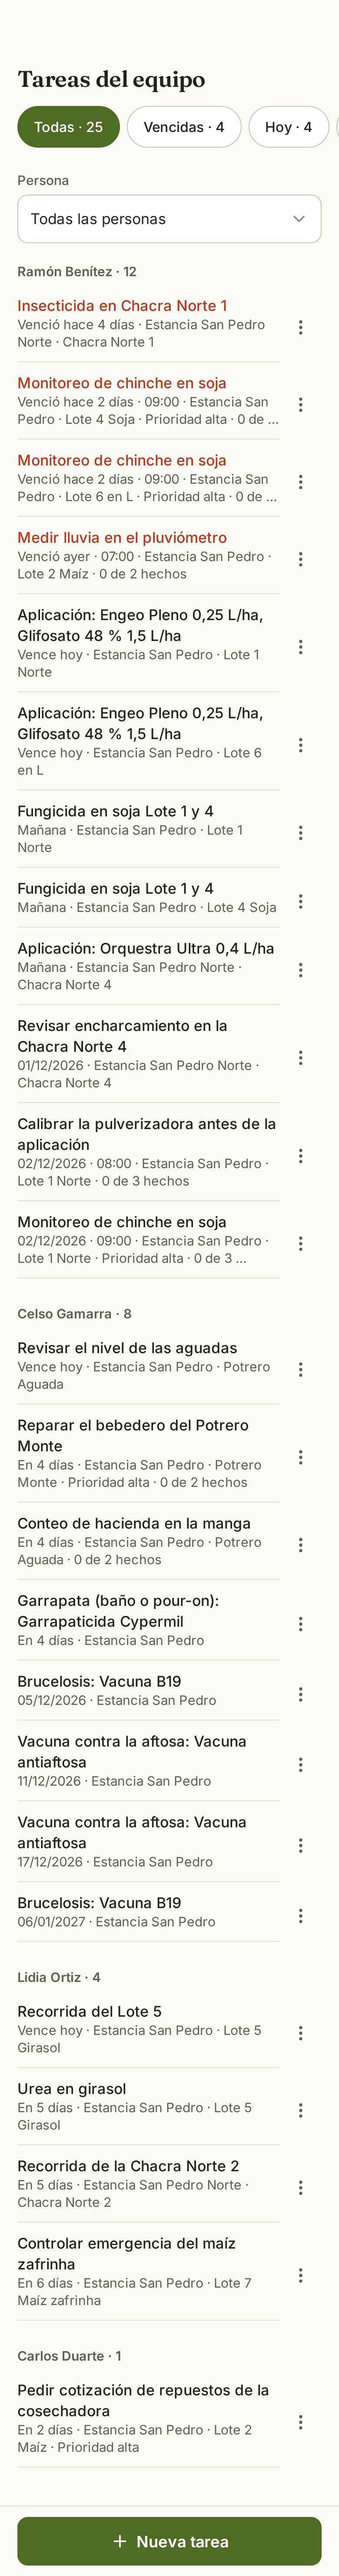 Tareas del equipo
Todas · 25
Vencidas · 4
Hoy · 4
Persona
Todas las personas
Ramón Benítez · 12
Insecticida en Chacra Norte 1
Venció hace 4 días · Estancia San Pedro
Norte · Chacra Norte 1
Monitoreo de chinche en soja
Venció hace 2 días · 09:00 · Estancia San
Pedro · Lote 4 Soja · Prioridad alta · 0 de ...
Monitoreo de chinche en soja
Venció hace 2 días · 09:00 · Estancia San
Pedro · Lote 6 en L · Prioridad alta · 0 de ...
Medir lluvia en el pluviómetro
Venció ayer · 07:00 · Estancia San Pedro ·
Lote 2 Maíz · 0 de 2 hechos
Aplicación: Engeo Pleno 0,25 L/ha,
Glifosato 48 % 1,5 L/ha
Vence hoy · Estancia San Pedro · Lote 1
Norte
Aplicación: Engeo Pleno 0,25 L/ha,
Glifosato 48 % 1,5 L/ha
Vence hoy · Estancia San Pedro · Lote 6
en L
Fungicida en soja Lote 1 y 4
Mañana · Estancia San Pedro · Lote 1
Norte
Fungicida en soja Lote 1 y 4
Mañana · Estancia San Pedro · Lote 4 Soja
Aplicación: Orquestra Ultra 0,4 L/ha
Mañana · Estancia San Pedro Norte ·
Chacra Norte 4
Revisar encharcamiento en la
Chacra Norte 4
01/12/2026 · Estancia San Pedro Norte ·
Chacra Norte 4
Calibrar la pulverizadora antes de la
aplicación
02/12/2026 · 08:00 · Estancia San Pedro ·
Lote 1 Norte · 0 de 3 hechos
Monitoreo de chinche en soja
02/12/2026 · 09:00 · Estancia San Pedro ·
Lote 1 Norte · Prioridad alta · 0 de 3 ...
Celso Gamarra · 8
Revisar el nivel de las aguadas
Vence hoy · Estancia San Pedro · Potrero
Aguada
Reparar el bebedero del Potrero
Monte
En 4 días · Estancia San Pedro · Potrero
Monte · Prioridad alta · 0 de 2 hechos
Conteo de hacienda en la manga
En 4 días · Estancia San Pedro · Potrero
Aguada · 0 de 2 hechos
Garrapata (baño o pour-on):
Garrapaticida Cypermil
En 4 días · Estancia San Pedro
Brucelosis: Vacuna B19
05/12/2026 · Estancia San Pedro
Vacuna contra la aftosa: Vacuna
antiaftosa
11/12/2026 · Estancia San Pedro
Vacuna contra la aftosa: Vacuna
antiaftosa
17/12/2026 · Estancia San Pedro
Brucelosis: Vacuna B19
06/01/2027 · Estancia San Pedro
Lidia Ortiz · 4
Recorrida del Lote 5
Vence hoy · Estancia San Pedro · Lote 5
Girasol
Urea en girasol
En 5 días · Estancia San Pedro · Lote 5
Girasol
Recorrida de la Chacra Norte 2
En 5 días · Estancia San Pedro Norte ·
Chacra Norte 2
Controlar emergencia del maíz
zafrinha
En 6 días · Estancia San Pedro · Lote 7
Maíz zafrinha
Carlos Duarte · 1
Pedir cotización de repuestos de la
cosechadora
En 2 días · Estancia San Pedro · Lote 2
Maíz · Prioridad alta
+ Nueva tarea